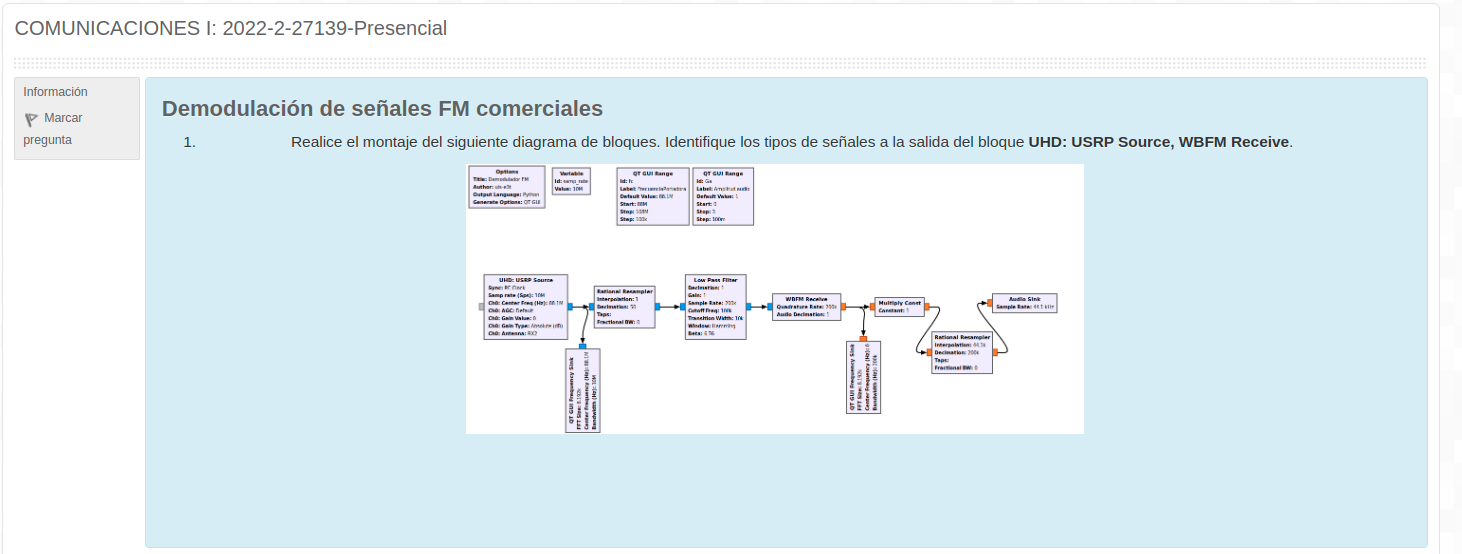 COMUNICACIONES I: 2022-2-27139-Presencial
Información
Marcar
pregunta
Demodulación de señales FM comerciales
1. Realice el montaje del siguiente diagrama de bloques. Identifique los tipos de señales a la salida del bloque UHD: USRP Source, WBFM Receive.
Options
Title: Demodulador FM
Author: uis-e3t
Output Language: Python
Generate Options: QT GUI
Variable
Id: samp_rate
Value: 10M
QT GUI Range
Id: fc
Label: FrecuenciaPortadora
Default Value: 88.1M
Start: 88M
Stop: 108M
Step: 100k
QT GUI Range
Id: Ga
Label: Amplitud audio
Default Value: 1
Start: 0
Stop:
Step: 100m
UHD: USRP Source
Sync: PC Clock
Samp rate (Sps): 10M
Ch0: Center Freq (Hz): 88.1M
Ch0: AGC: Default
Ch0: Gain Value: 0
Ch0: Gain Type: Absolute (dB)
Ch0: Antenna: RX2
Rational Resampler
Interpolation: 1
Decimation: 50
Taps:
Fractional BW: 0
Low Pass Filter
Decimation: 1
Gain: 1
Sample Rate: 200k
Cutoff Freq: 100k
Transition Width: 10k
Window: Hamming
Beta: 6.76
WBFM Receive
Quadrature Rate: 200k
Audio Decimation: 1
Multiply Const
Constant: 1
Audio Sink
Sample Rate: 44.1 kHz
Rational Resampler
Interpolation: 44.1k
Decimation: 200k
Taps:
Fractional BW: 0
QT GUI Frequency Sink
FFT Size: 8.192k
Center Frequency (Hz): 88.1M
Bandwidth (Hz): 10M
QT GUI Frequency Sink
FFT Size: 8.192k
Center Frequency (Hz): 0
Bandwidth (Hz): 200k